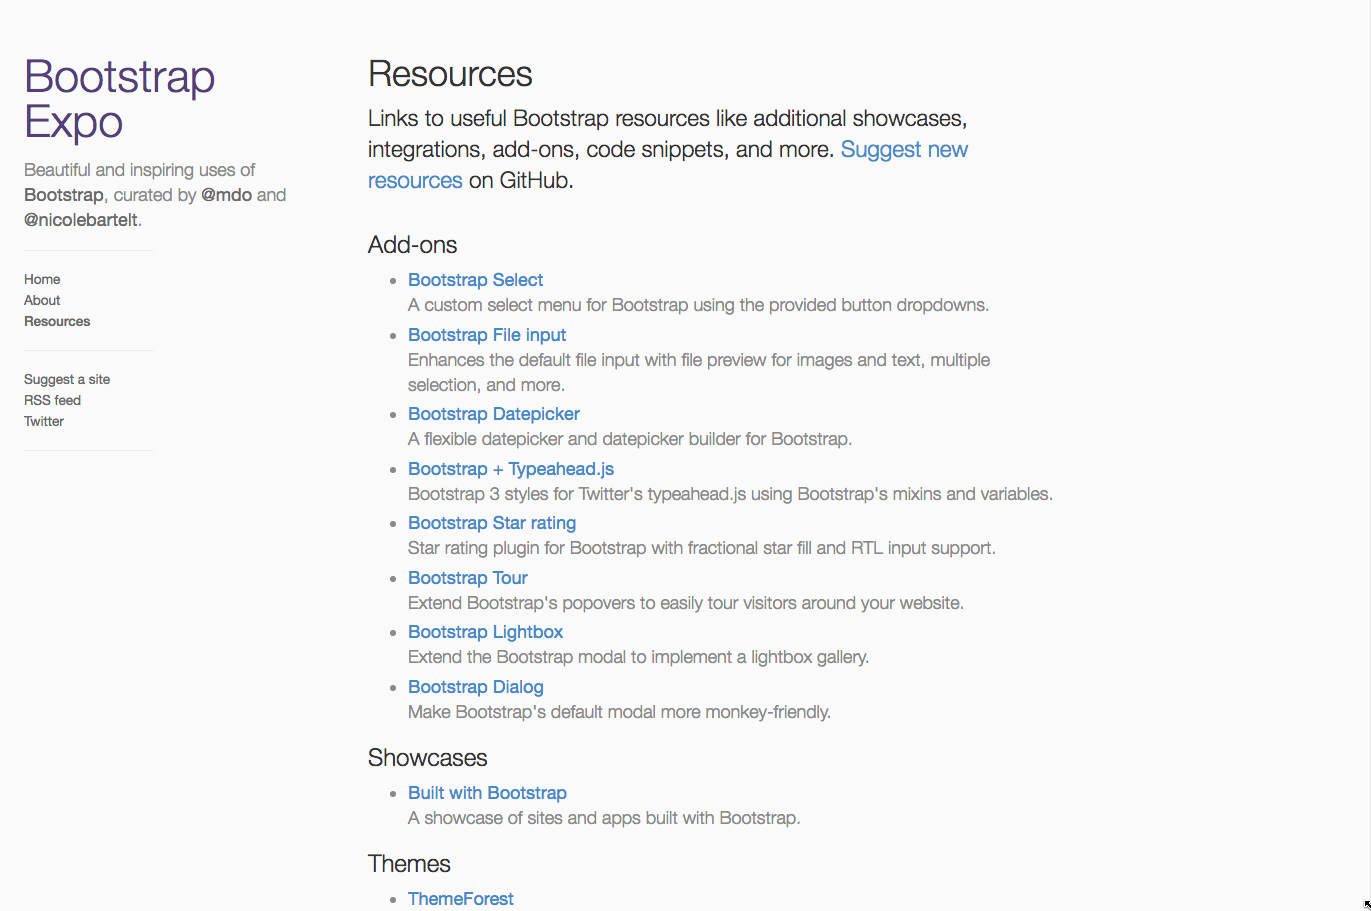 Bootstrap
Expo
Beautiful and inspiring uses of
Bootstrap, curated by @mdo and
@nicolebartelt.
Home
About
Resources
Suggest a site
RSS feed
Twitter
Resources
Links to useful Bootstrap resources like additional showcases,
integrations, add-ons, code snippets, and more. Suggest new
resources on GitHub.
Add-ons
Bootstrap Select
A custom select menu for Bootstrap using the provided button dropdowns.
Bootstrap File input
Enhances the default file input with file preview for images and text, multiple
selection, and more.
Bootstrap Datepicker
A flexible datepicker and datepicker builder for Bootstrap.
Bootstrap + Typeahead.js
Bootstrap 3 styles for Twitter's typeahead.js using Bootstrap's mixins and variables.
Bootstrap Star rating
Star rating plugin for Bootstrap with fractional star fill and RTL input support.
Bootstrap Tour
Extend Bootstrap's popovers to easily tour visitors around your website.
Bootstrap Lightbox
Extend the Bootstrap modal to implement a lightbox gallery.
Bootstrap Dialog
Make Bootstrap's default modal more monkey-friendly.
Showcases
Built with Bootstrap
A showcase of sites and apps built with Bootstrap.
Themes
ThemeForest